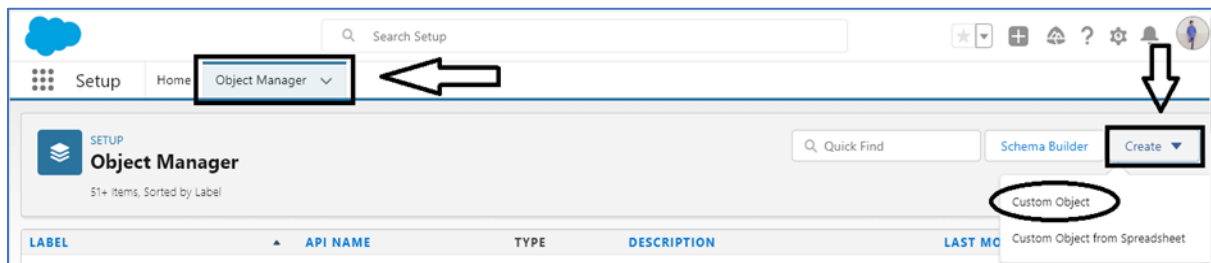 Search Setup
Setup Home Object Manager
SETUP
Object Manager
51+ Items, Sorted by Label
Quick Find
Schema Builder
Create
Custom Object
Custom Object from Spreadsheet
LABEL API NAME TYPE DESCRIPTION LAST MO